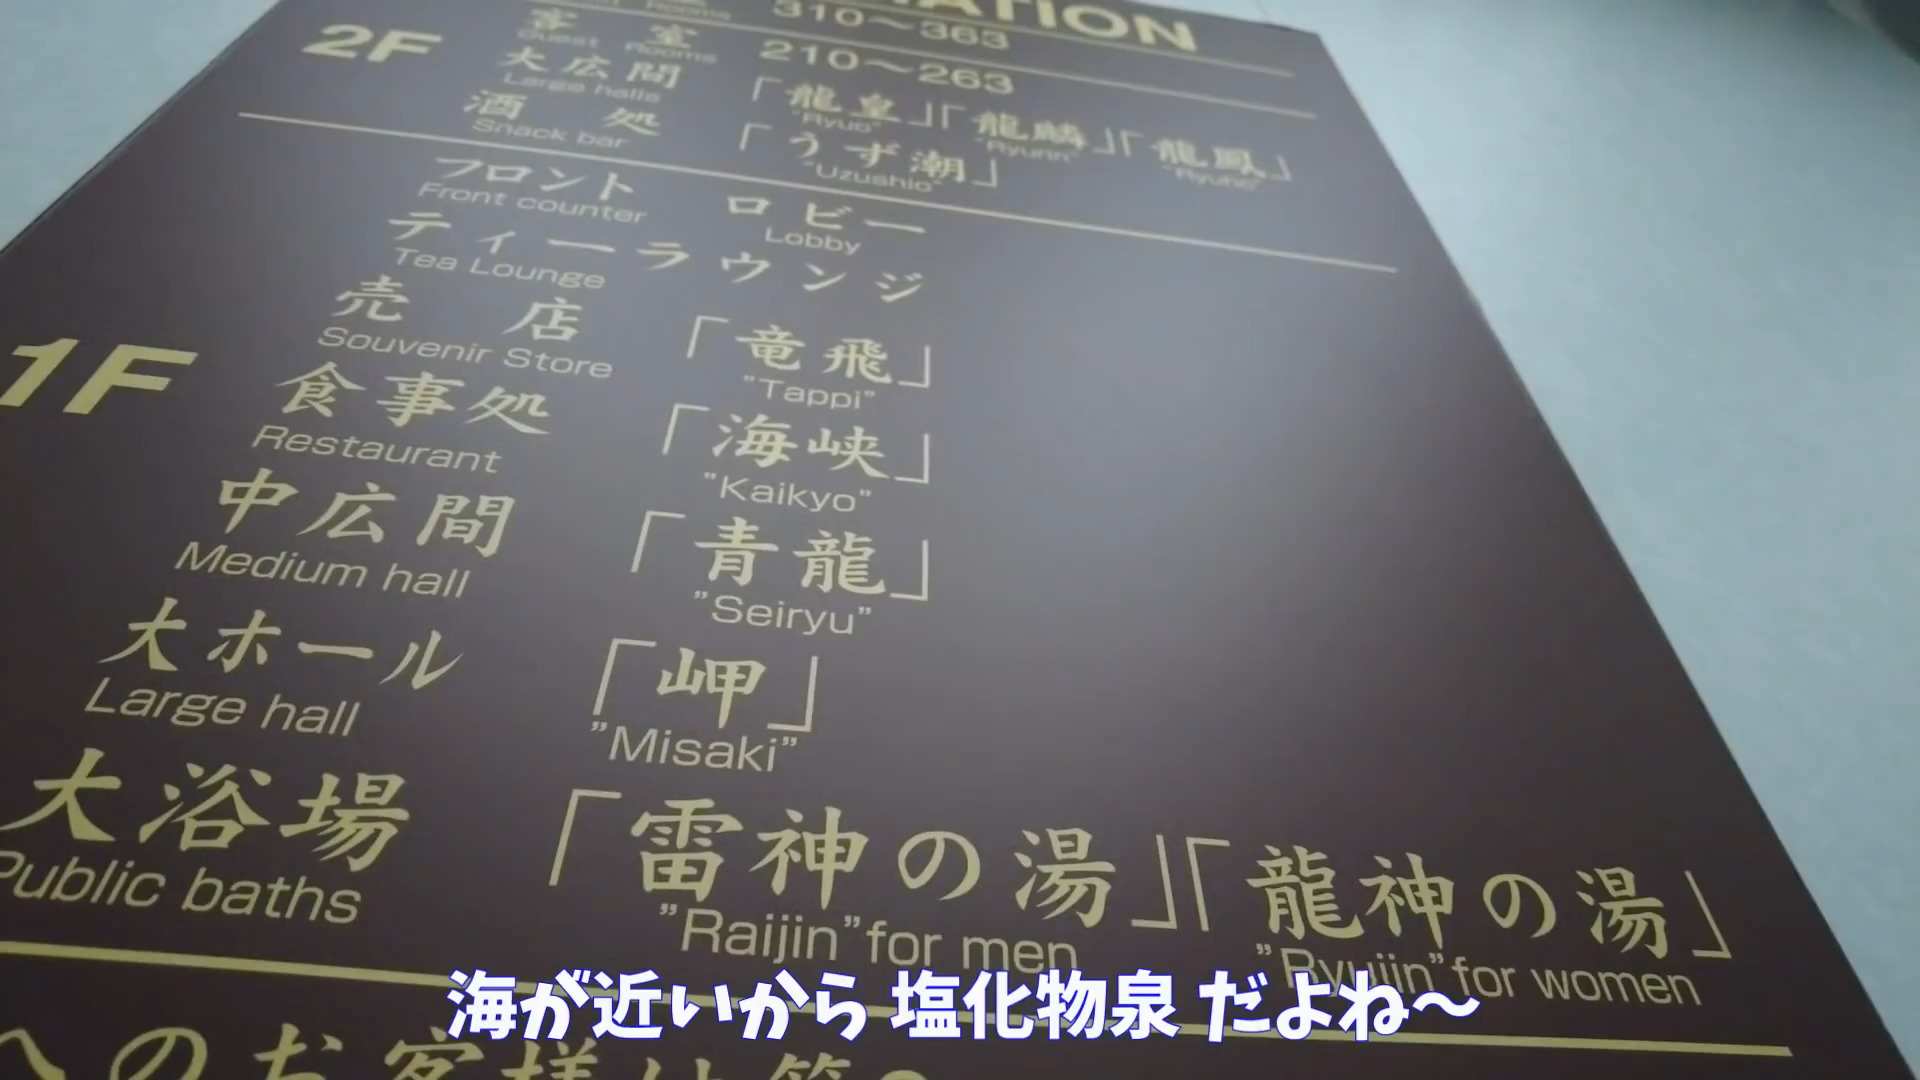 ATION
310〜363
客室 210〜263
Guest Rooms
2F
大広間 「龍皇」「龍麟」「龍鳳」
Large halls "Ryuo" "Ryurin" "Ryuho"
酒処 「うず潮」
Snack bar "Uzushio"
フロント ロビー
Front counter Lobby
ティーラウンジ
Tea Lounge
売店 「竜飛」
Souvenir Store "Tappi"
1F
食事処 「海峡」
Restaurant "Kaikyo"
中広間 「青龍」
Medium hall "Seiryu"
大ホール 「岬」
Large hall "Misaki"
大浴場 「雷神の湯」「龍神の湯」
Public baths "Raijin" for men "Ryujin" for women
へのお客様は
海が近いから 塩化物泉 だよね〜